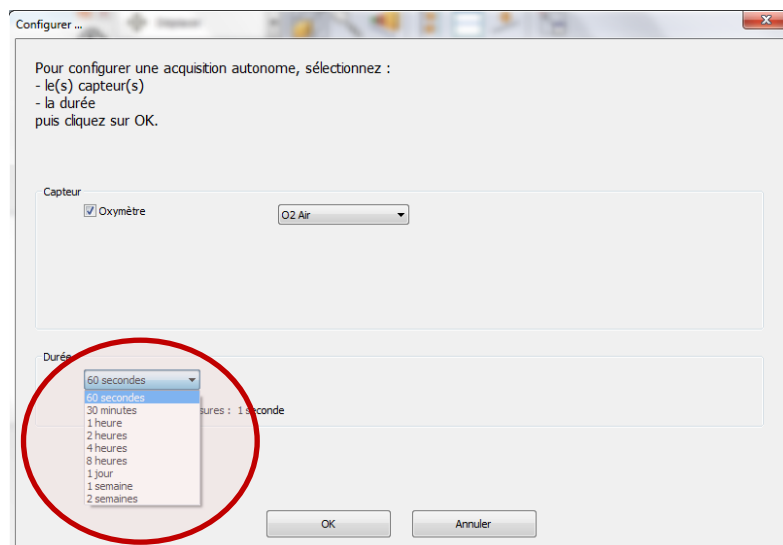 Configurer ...
Déplacer
Pour configurer une acquisition autonome, sélectionnez :
- le(s) capteur(s)
- la durée
puis cliquez sur OK.
Capteur
Oxymètre
O2 Air
Durée
60 secondes
60 secondes
30 minutes
sures : 1 seconde
1 heure
2 heures
4 heures
8 heures
1 jour
1 semaine
2 semaines
OK
Annuler